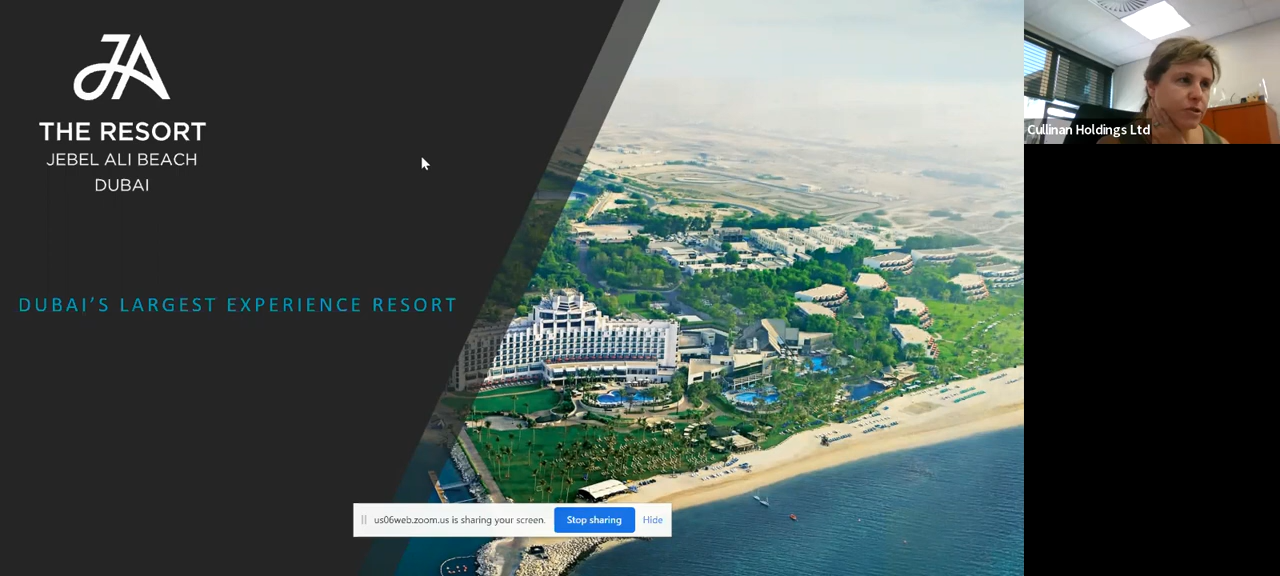 JA
THE RESORT
JEBEL ALI BEACH
DUBAI
DUBAI'S LARGEST EXPERIENCE RESORT
Cullinan Holdings Ltd
us06web.zoom.us is sharing your screen.
Stop sharing
Hide